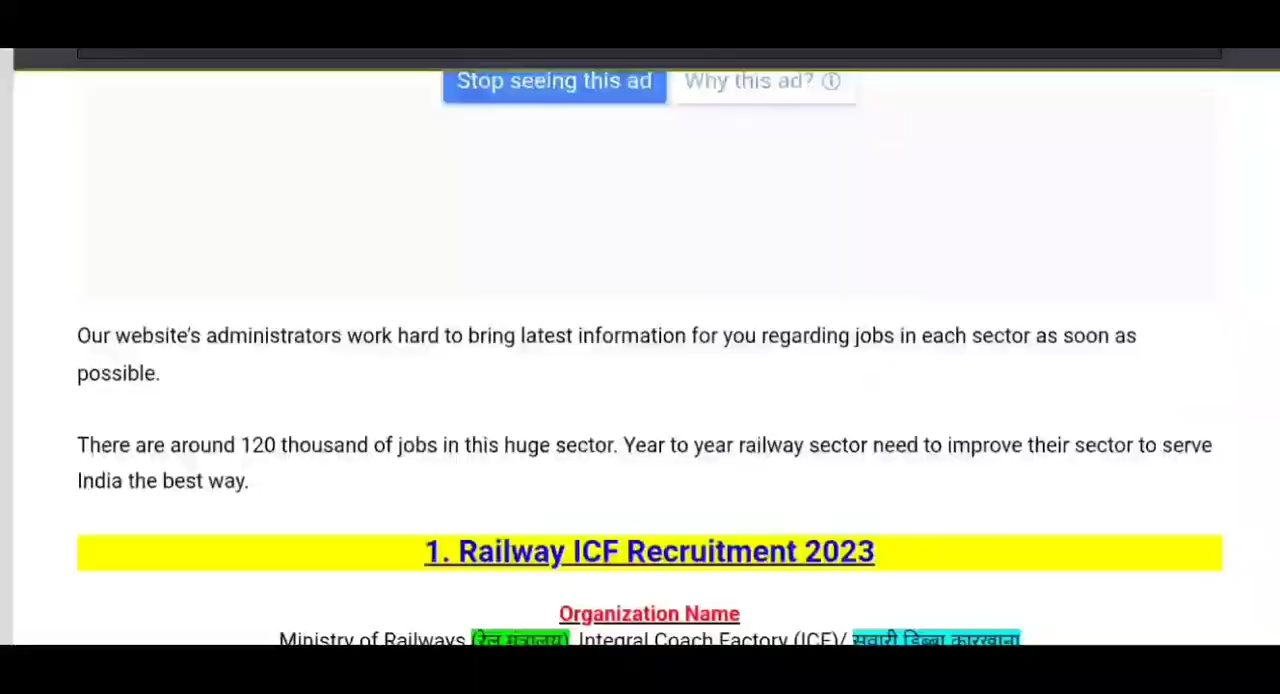 Stop seeing this ad Why this ad? ⓘ
Our website's administrators work hard to bring latest information for you regarding jobs in each sector as soon as
possible.
There are around 120 thousand of jobs in this huge sector. Year to year railway sector need to improve their sector to serve
India the best way.
1. Railway ICF Recruitment 2023
Organization Name
Ministry of Railways (रेल मंत्रालय), Integral Coach Factory (ICF)/ सवारी डिब्बा कारखाना